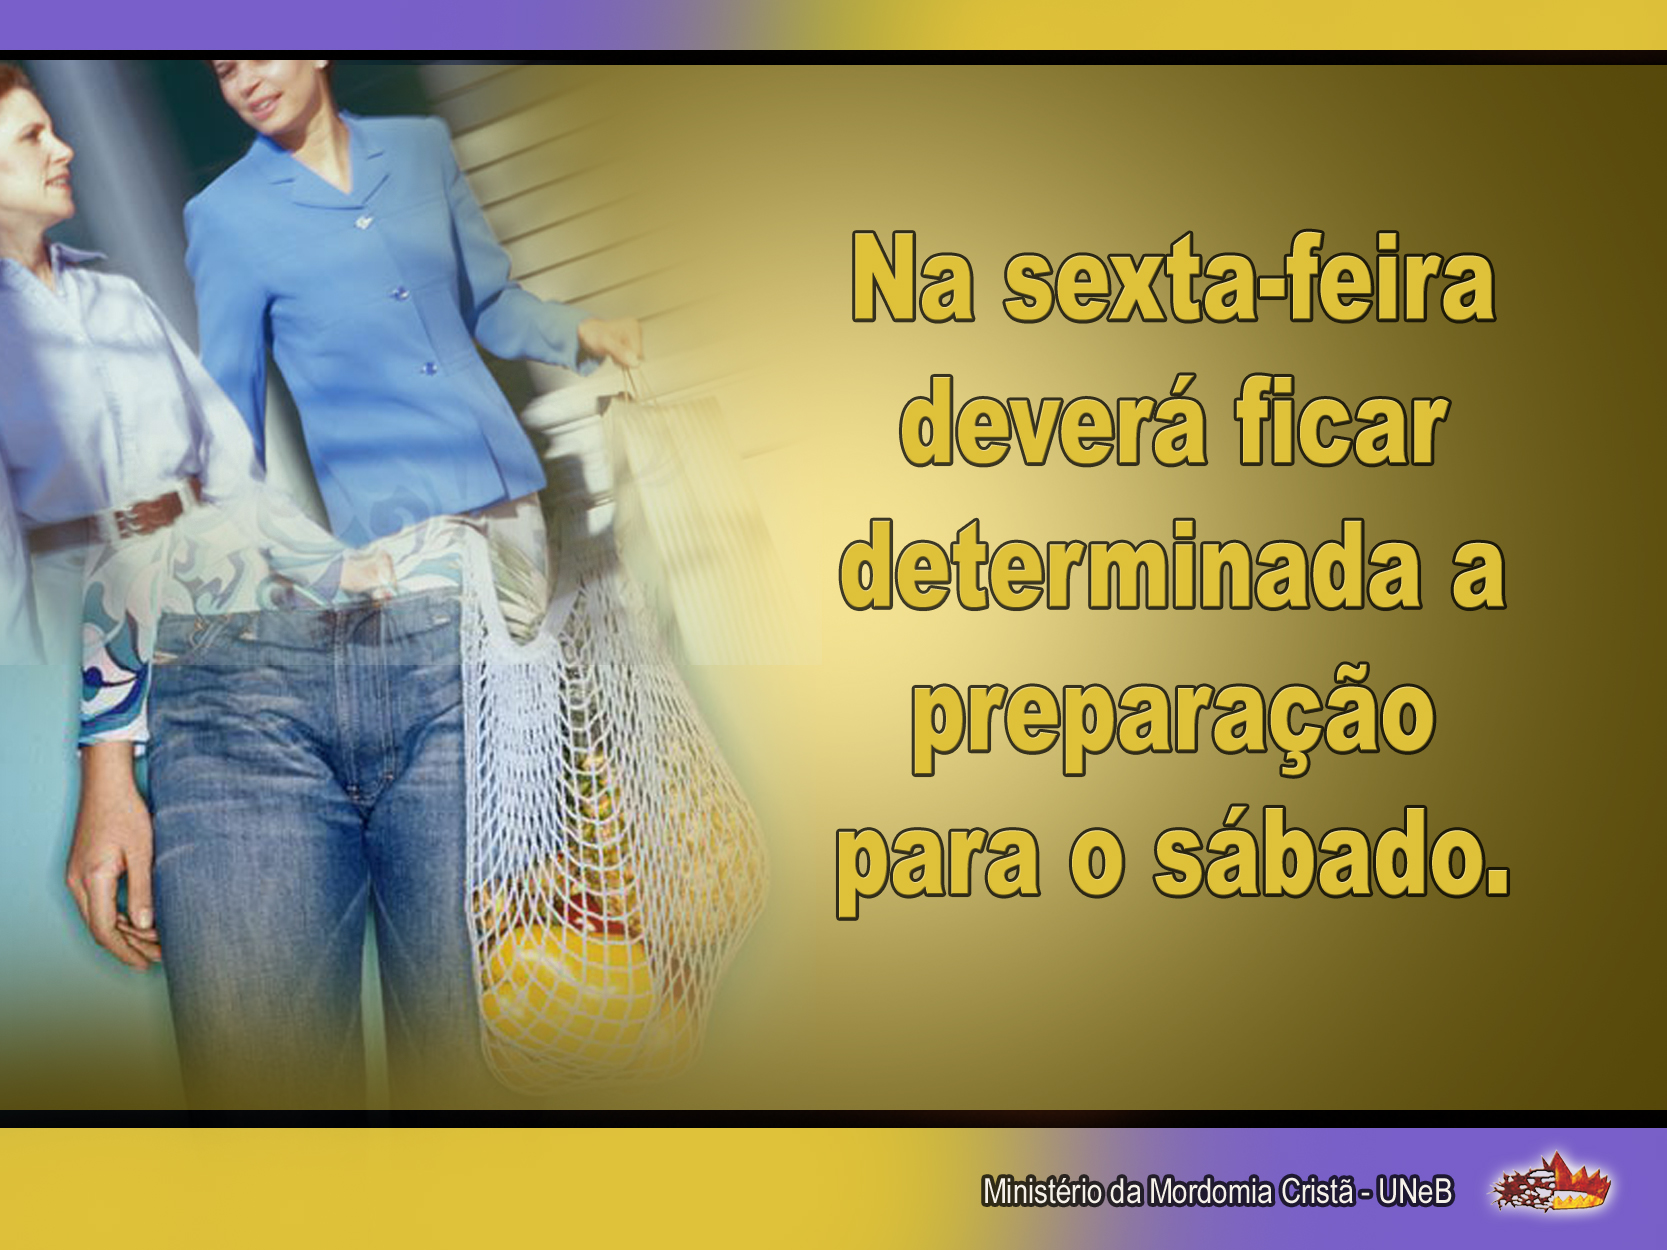 Na sexta-feira
deverá ficar
determinada a
preparação
para o sábado.
Ministério da Mordomia Cristã - UNeB